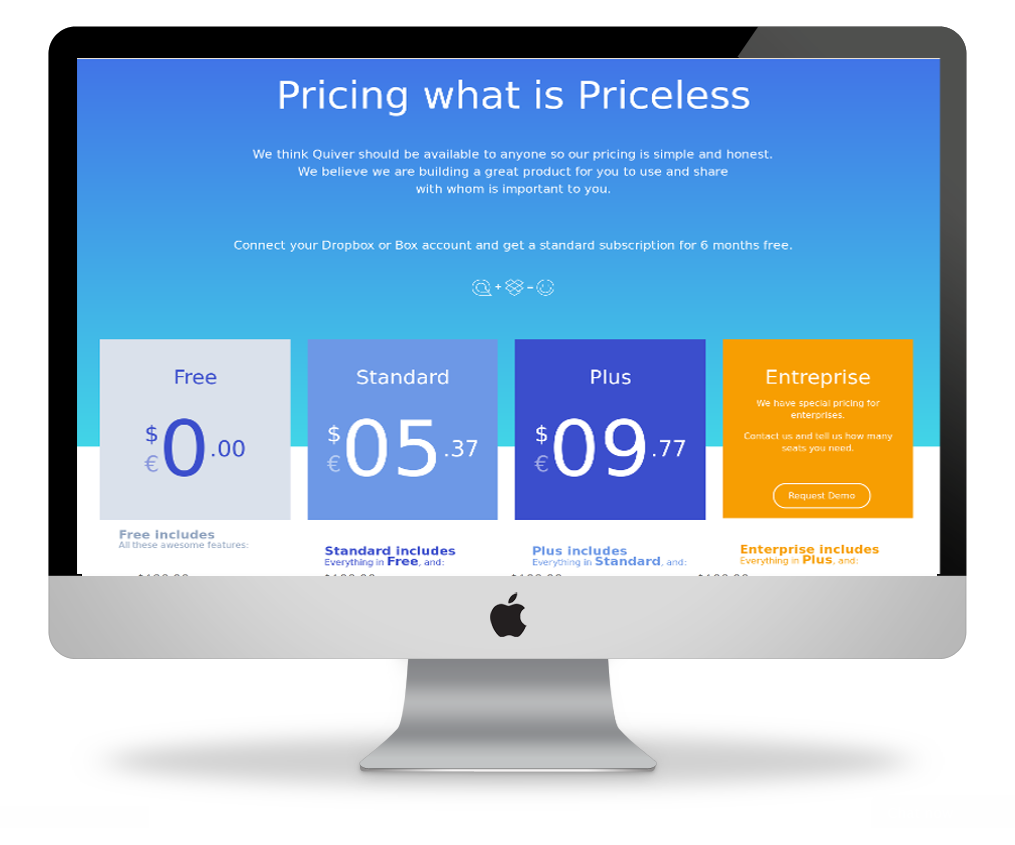 Pricing what is Priceless
We think Quiver should be available to anyone so our pricing is simple and honest.
We believe we are building a great product for you to use and share
with whom is important to you.
Connect your Dropbox or Box account and get a standard subscription for 6 months free.
+ –
Free
$
€
0.00
Standard
$
€
05.37
Plus
$
€
09.77
Entreprise
We have special pricing for
enterprises.
Contact us and tell us how many
seats you need.
Request Demo
Free includes
All these awesome features:
Standard includes
Everything in Free, and:
Plus includes
Everything in Standard, and:
Enterprise includes
Everything in Plus, and: